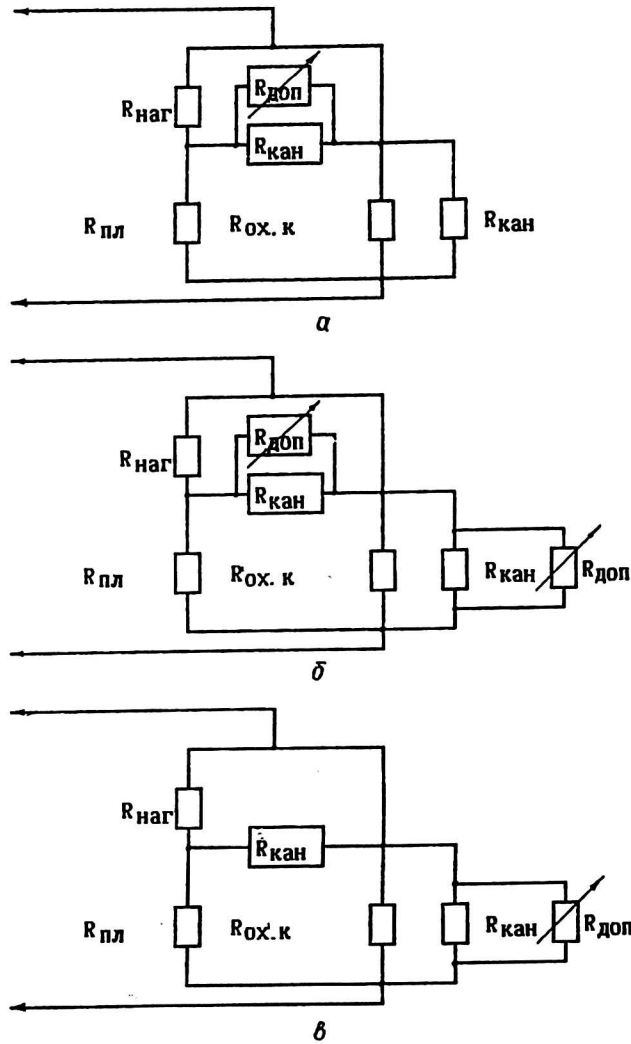 Rдоп
Rнаг
Rкан
Rпл Rох. к Rкан
а
Rдоп
Rнаг
Rкан
Rпл Rох. к Rкан Rдоп
б
Rнаг
Rкан
Rпл Rох. к Rкан Rдоп
в